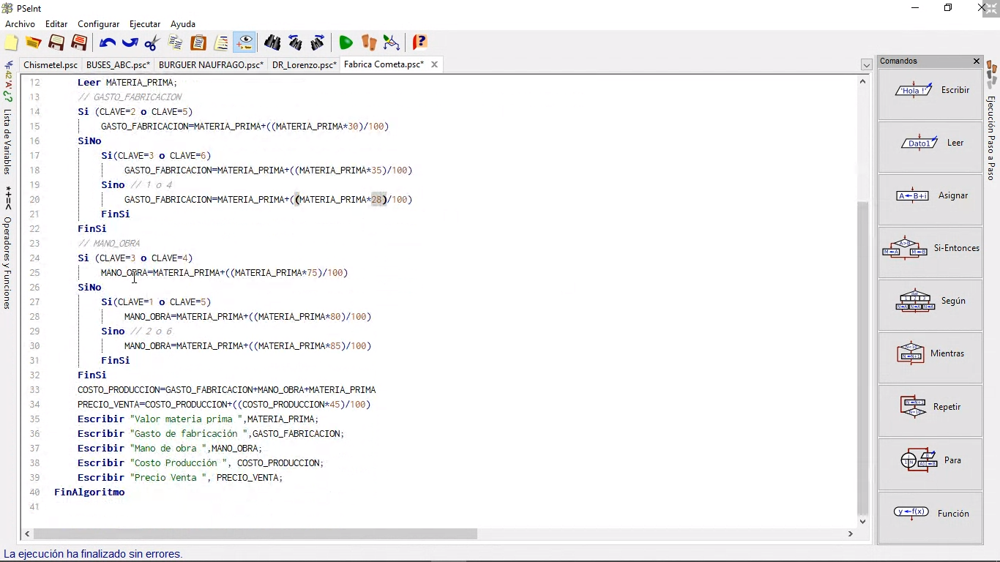 PSeInt
Archivo Editar Configurar Ejecutar Ayuda
Chismetel.psc BUSES_ABC.psc* BURGUER NAUFRAGO.psc* DR_Lorenzo.psc* Fabrica Cometa.psc*
12 Leer MATERIA_PRIMA;
13 // GASTO_FABRICACION
14 Si (CLAVE=2 o CLAVE=5)
15 GASTO_FABRICACION=MATERIA_PRIMA+((MATERIA_PRIMA*30)/100)
16 SiNo
17 Si(CLAVE=3 o CLAVE=6)
18 GASTO_FABRICACION=MATERIA_PRIMA+((MATERIA_PRIMA*35)/100)
19 Sino // 1 o 4
20 GASTO_FABRICACION=MATERIA_PRIMA+((MATERIA_PRIMA*28)/100)
21 FinSi
22 FinSi
23 // MANO_OBRA
24 Si (CLAVE=3 o CLAVE=4)
25 MANO_OBRA=MATERIA_PRIMA+((MATERIA_PRIMA*75)/100)
26 SiNo
27 Si(CLAVE=1 o CLAVE=5)
28 MANO_OBRA=MATERIA_PRIMA+((MATERIA_PRIMA*80)/100)
29 Sino // 2 o 6
30 MANO_OBRA=MATERIA_PRIMA+((MATERIA_PRIMA*85)/100)
31 FinSi
32 FinSi
33 COSTO_PRODUCCION=GASTO_FABRICACION+MANO_OBRA+MATERIA_PRIMA
34 PRECIO_VENTA=COSTO_PRODUCCION+((COSTO_PRODUCCION*45)/100)
35 Escribir "Valor materia prima ",MATERIA_PRIMA;
36 Escribir "Gasto de fabricación ",GASTO_FABRICACION;
37 Escribir "Mano de obra ",MANO_OBRA;
38 Escribir "Costo Producción ", COSTO_PRODUCCION;
39 Escribir "Precio Venta ", PRECIO_VENTA;
40 FinAlgoritmo
41
Lista de Variables
*+=< Operadores y Funciones
Comandos
'Hola !' Escribir
Dato1 Leer
A←B+i Asignar
Si-Entonces
Según
Mientras
Repetir
Para
y←f(x) Función
Ejecución Paso a Paso
La ejecución ha finalizado sin errores.